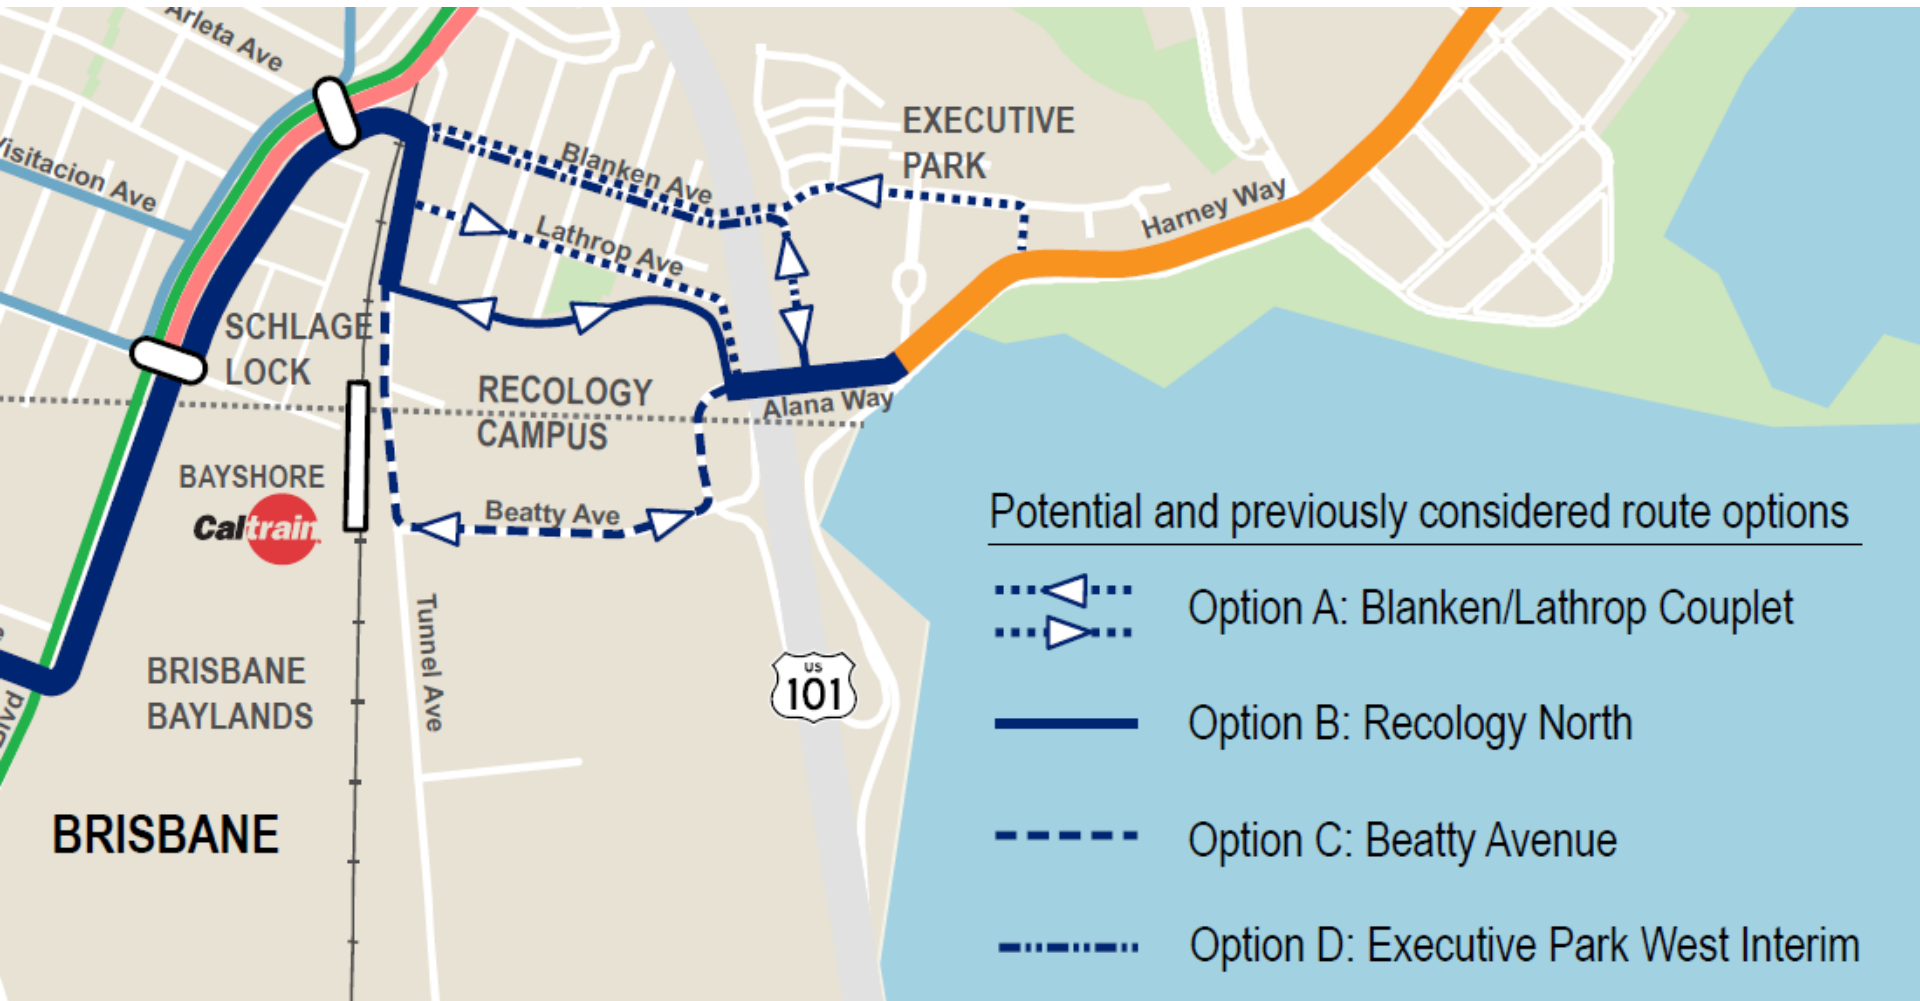 Arleta Ave
Visitacion Ave
Blanken Ave
EXECUTIVE
PARK
Harney Way
Lathrop Ave
SCHLAGE
LOCK
RECOLOGY
CAMPUS
Alana Way
BAYSHORE
Caltrain
Beatty Ave
Tunnel Ave
BRISBANE
BAYLANDS
US
101
Blvd
BRISBANE
Potential and previously considered route options
Option A: Blanken/Lathrop Couplet
Option B: Recology North
Option C: Beatty Avenue
Option D: Executive Park West Interim